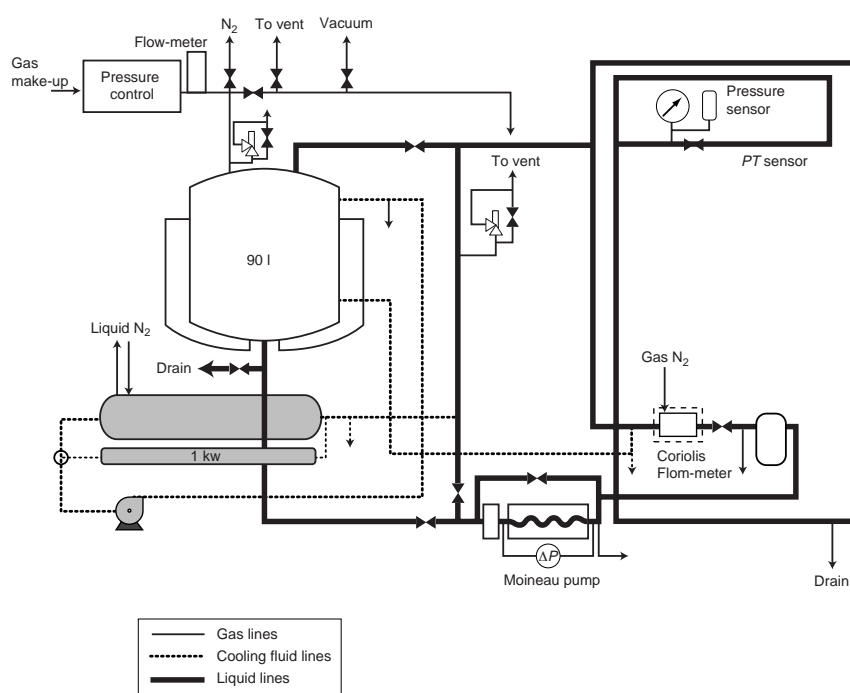 N2
To vent
Vacuum
Flow-meter
Gas
make-up
Pressure
control
Pressure
sensor
PT sensor
To vent
90 l
Liquid N2
Drain
Gas N2
1 kw
Coriolis
Flom-meter
ΔP
Moineau pump
Drain
Gas lines
Cooling fluid lines
Liquid lines